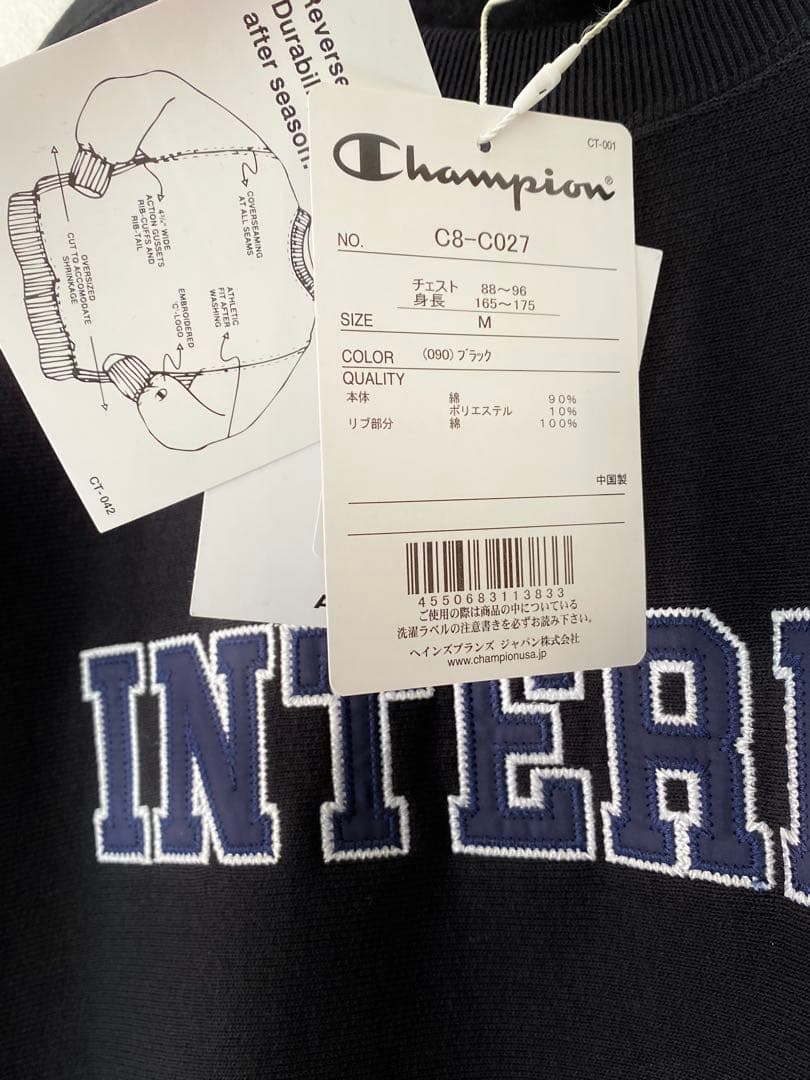 Reverse
Durabil
after season.
COVERSEAMING
AT ALL SEAMS
4½" WIDE
ACTION GUSSETS
RIB-CUFFS AND
RIB-TAIL
OVERSIZED
CUT TO ACCOMODATE
SHRINKAGE
ATHLETIC
FIT AFTER
WASHING
EMBROIDERED
'C'-LOGO
CT-042
CT-001
Champion®
NO. C8-C027
チェスト 88〜96
身長 165〜175
SIZE M
COLOR (090)ブラック
QUALITY
本体 綿 90%
ポリエステル 10%
リブ部分 綿 100%
中国製
4550683113833
ご使用の際は商品の中についている
洗濯ラベルの注意書きを必ずお読み下さい。
ヘインズブランズ ジャパン株式会社
www.championusa.jp
INTER